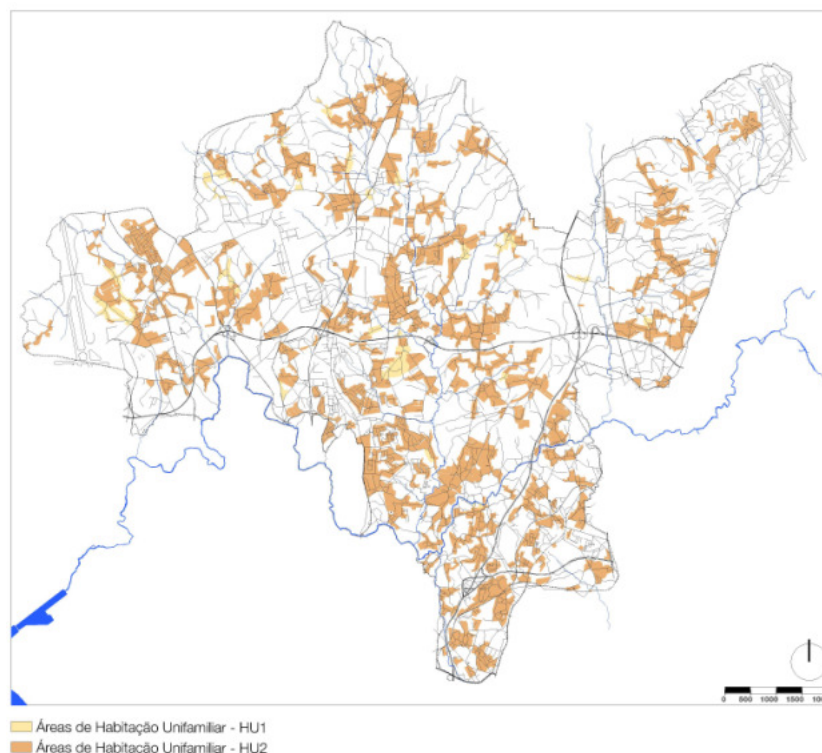 0 500 1000 1500
Áreas de Habitação Unifamiliar - HU1
Áreas de Habitação Unifamiliar - HU2